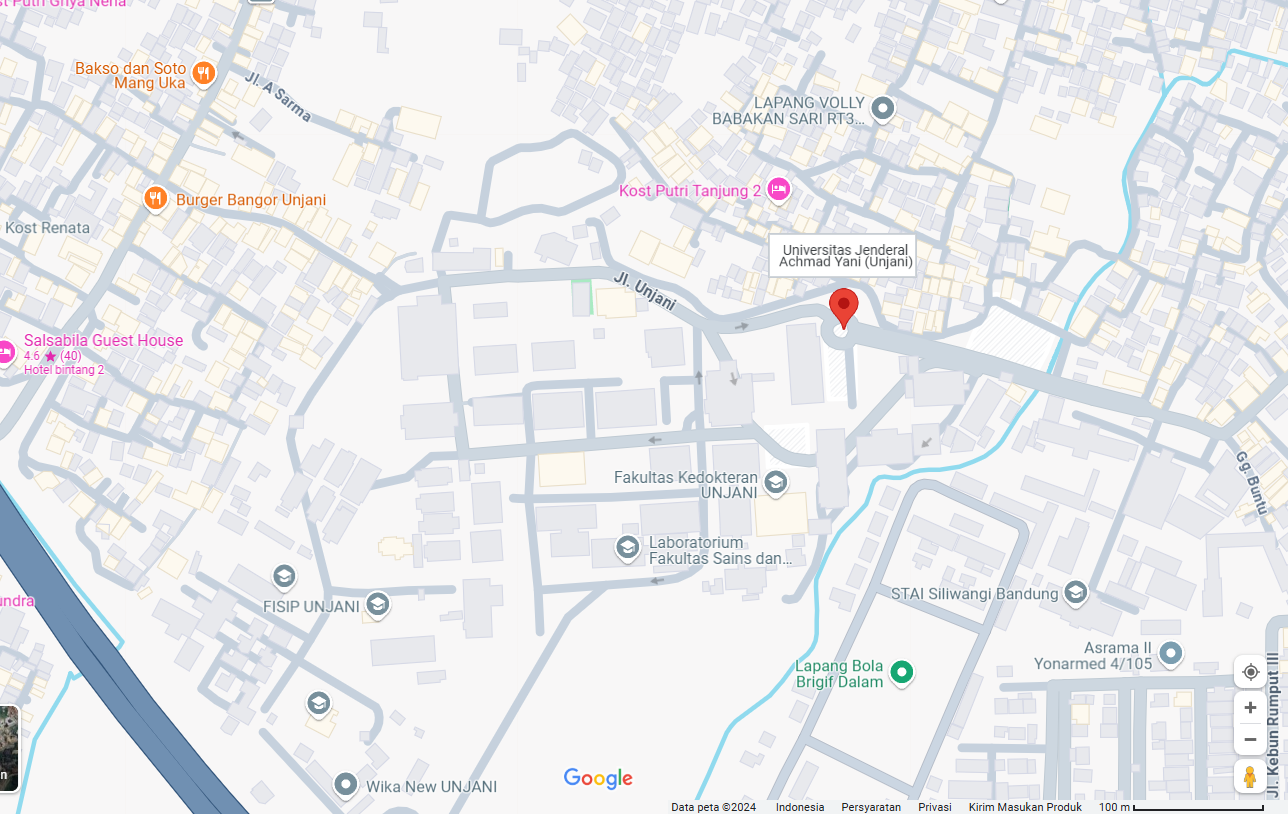 Putri Griya Nena
Bakso dan Soto
Mang Uka
Jl. A Sarma
LAPANG VOLLY
BABAKAN SARI RT3...
Kost Putri Tanjung 2
Burger Bangor Unjani
Kost Renata
Universitas Jenderal
Achmad Yani (Unjani)
Jl. Unjani
Salsabila Guest House
4.6 ★ (40)
Hotel bintang 2
Fakultas Kedokteran
UNJANI
Gg. Buntu
Laboratorium
Fakultas Sains dan...
STAI Siliwangi Bandung
FISIP UNJANI
undra
Asrama II
Yonarmed 4/105
Lapang Bola
Brigif Dalam
Jl. Kebun Rumput III
n
Wika New UNJANI
Google
Data peta ©2024 Indonesia Persyaratan Privasi Kirim Masukan Produk 100 m